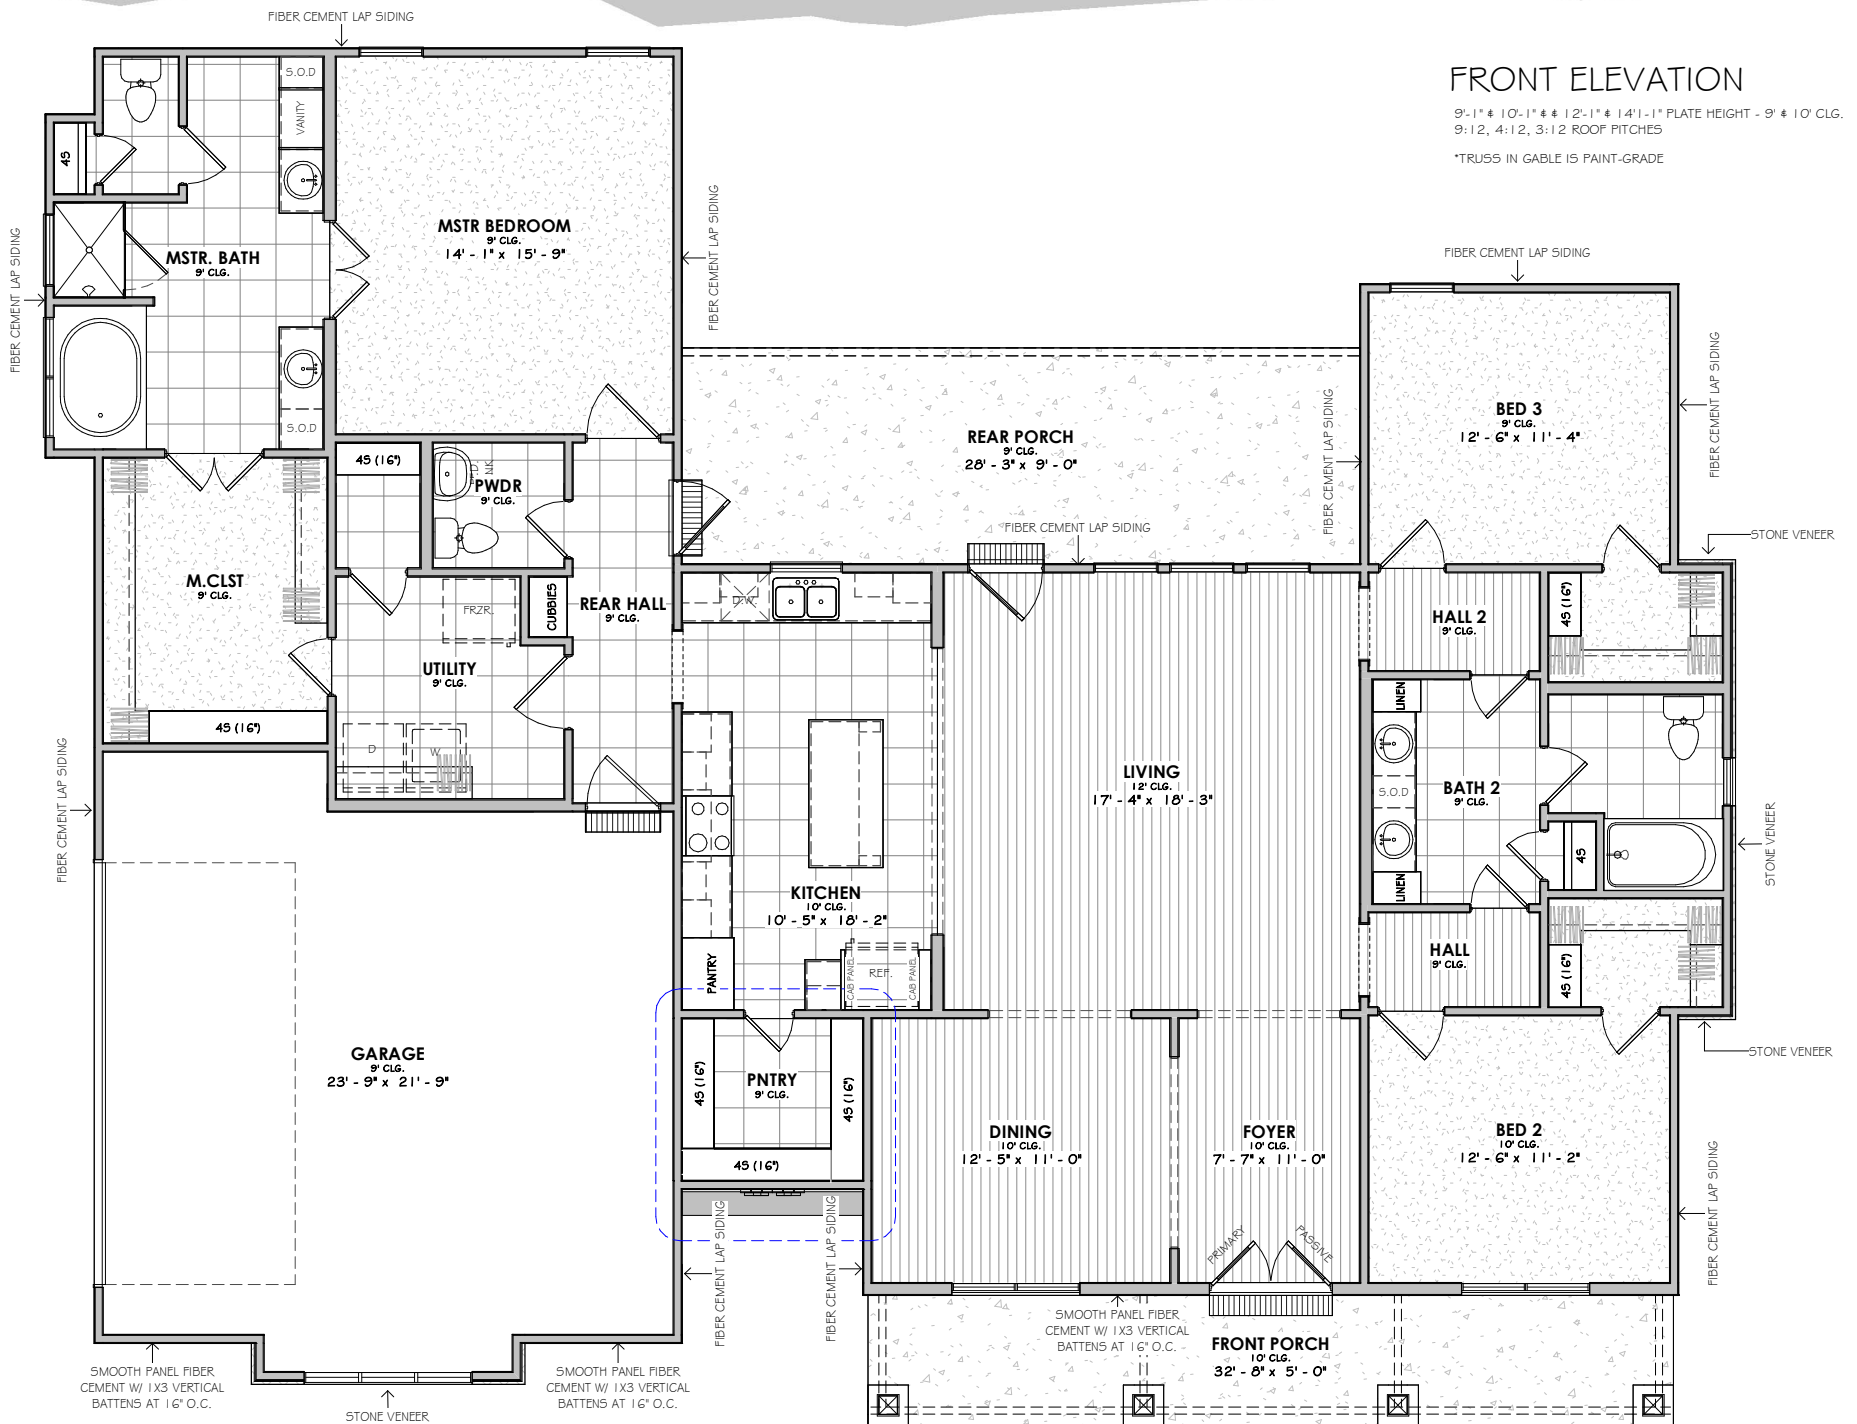 FIBER CEMENT LAP SIDING
FRONT ELEVATION
9'-1" & 10'-1" & & 12'-1" & 14'1-1" PLATE HEIGHT - 9' & 10' CLG.
9:12, 4:12, 3:12 ROOF PITCHES
*TRUSS IN GABLE IS PAINT-GRADE
S.O.D
VANITY
4S
MSTR BEDROOM
9' CLG.
14' - 1" x 15' - 9"
MSTR. BATH
9' CLG.
FIBER CEMENT LAP SIDING
FIBER CEMENT LAP SIDING
FIBER CEMENT LAP SIDING
S.O.D
BED 3
9' CLG.
12' - 6" x 11' - 4"
FIBER CEMENT LAP SIDING
FIBER CEMENT LAP SIDING
REAR PORCH
9' CLG.
28' - 3" x 9' - 0"
4S (16")
PWDR
9' CLG.
FIBER CEMENT LAP SIDING
STONE VENEER
M.CLST
9' CLG.
FRZR.
CUBBIES
REAR HALL
9' CLG.
D.W.
HALL 2
9' CLG.
4S (16")
UTILITY
9' CLG.
LINEN
4S (16")
D
W
FIBER CEMENT LAP SIDING
LIVING
12' CLG.
17' - 4" x 18' - 3"
S.O.D
BATH 2
9' CLG.
STONE VENEER
4S
LINEN
KITCHEN
10' CLG.
10' - 5" x 18' - 2"
PANTRY
CAB PANEL
REF.
CAB PANEL
HALL
9' CLG.
4S (16")
STONE VENEER
GARAGE
9' CLG.
23' - 9" x 21' - 9"
4S (16")
PNTRY
9' CLG.
4S (16")
4S (16")
DINING
10' CLG.
12' - 5" x 11' - 0"
FOYER
10' CLG.
7' - 7" x 11' - 0"
BED 2
10' CLG.
12' - 6" x 11' - 2"
FIBER CEMENT LAP SIDING
FIBER CEMENT LAP SIDING
FIBER CEMENT LAP SIDING
PRIMARY
PASSIVE
SMOOTH PANEL FIBER
CEMENT W/ 1X3 VERTICAL
BATTENS AT 16" O.C.
FRONT PORCH
10' CLG.
32' - 8" x 5' - 0"
SMOOTH PANEL FIBER
CEMENT W/ 1X3 VERTICAL
BATTENS AT 16" O.C.
SMOOTH PANEL FIBER
CEMENT W/ 1X3 VERTICAL
BATTENS AT 16" O.C.
STONE VENEER